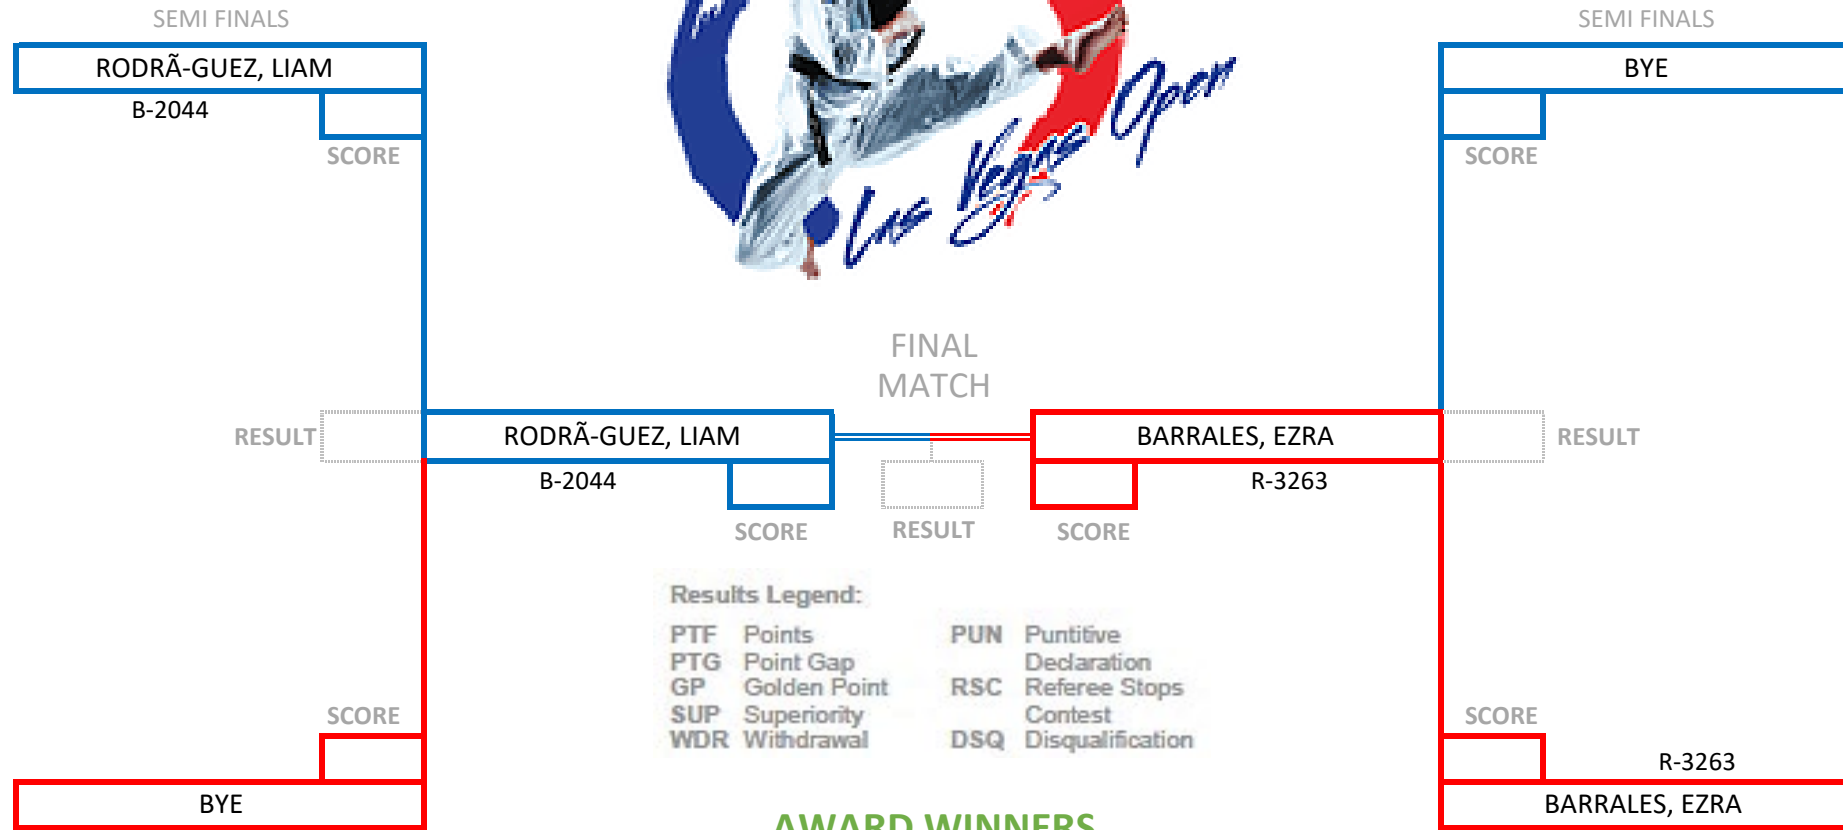 SEMI FINALS
SEMI FINALS
RODRÃ-GUEZ, LIAM
B-2044
SCORE
BYE
SCORE
Las Vegas Open
FINAL
MATCH
RESULT
RODRÃ-GUEZ, LIAM
B-2044
SCORE
RESULT
BARRALES, EZRA
R-3263
SCORE
RESULT
Results Legend:
PTF Points
PTG Point Gap
GP Golden Point
SUP Superiority
WDR Withdrawal
PUN Puntitive
Declaration
RSC Referee Stops
Contest
DSQ Disqualification
SCORE
BYE
SCORE
R-3263
BARRALES, EZRA
AWARD WINNERS